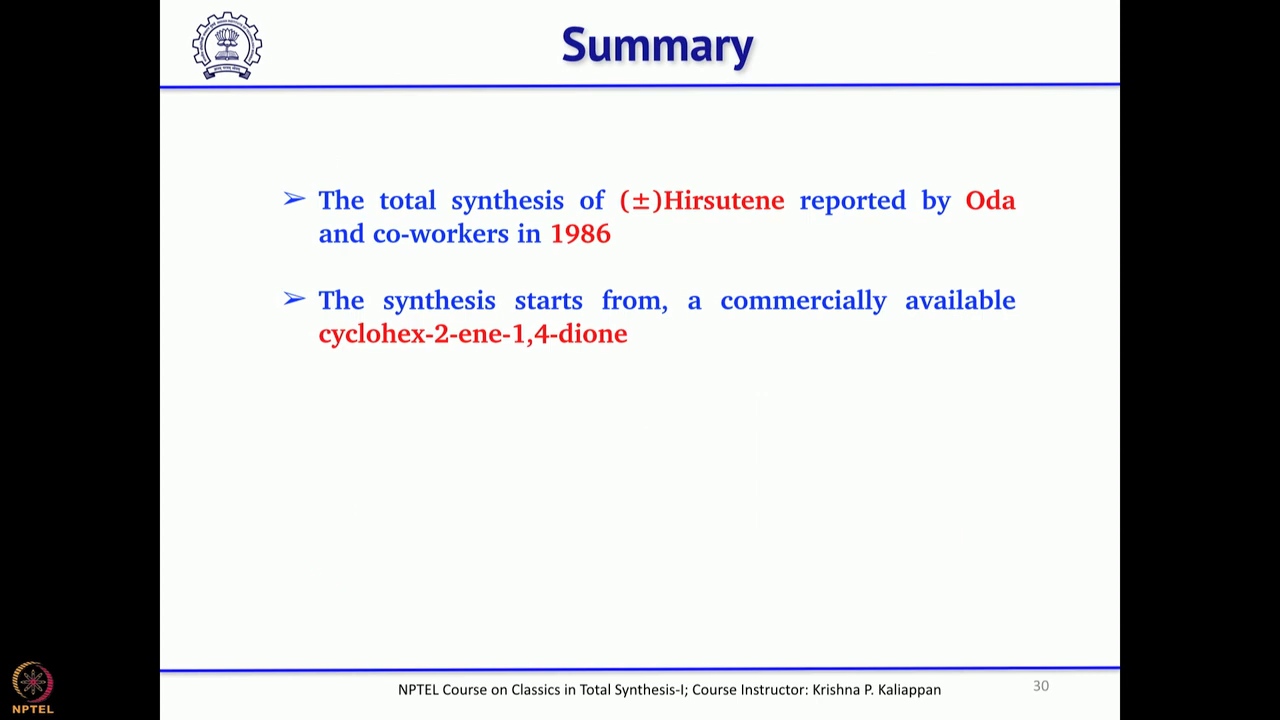 Summary
➢ The total synthesis of (±)Hirsutene reported by Oda
and co-workers in 1986
➢ The synthesis starts from, a commercially available
cyclohex-2-ene-1,4-dione
NPTEL Course on Classics in Total Synthesis-I; Course Instructor: Krishna P. Kaliappan
30
NPTEL